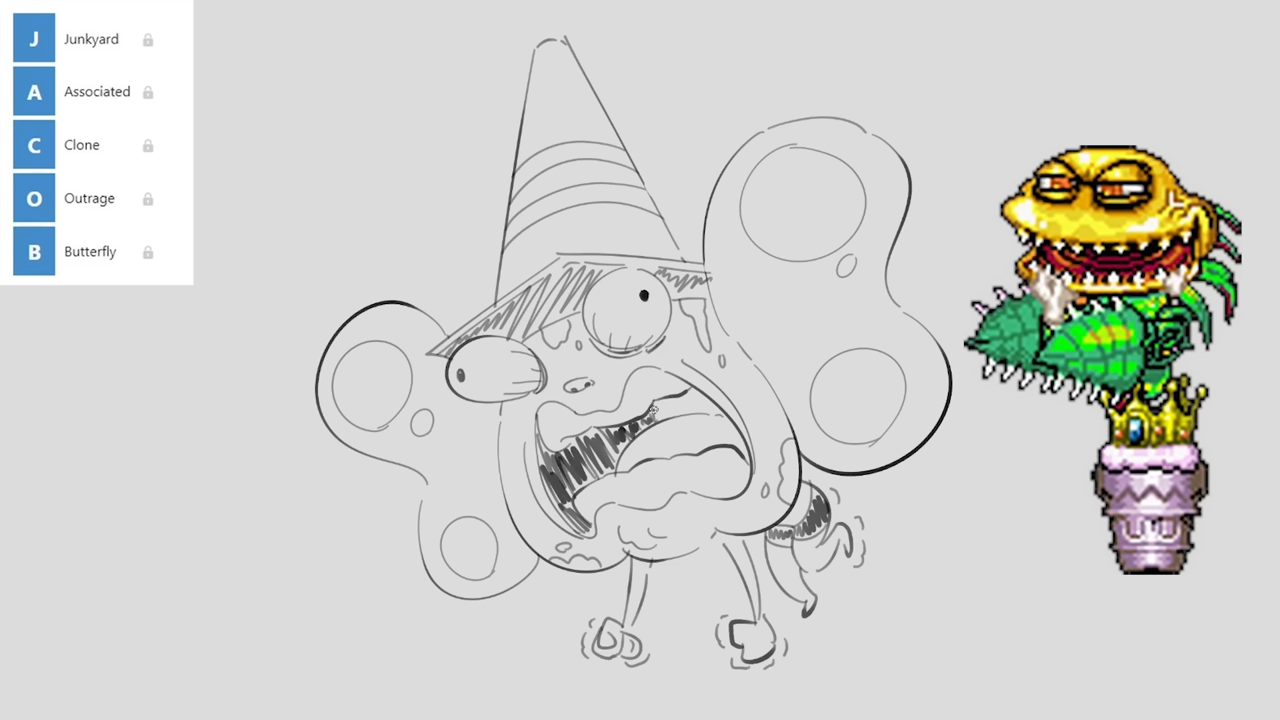 J Junkyard
A Associated
C Clone
O Outrage
B Butterfly